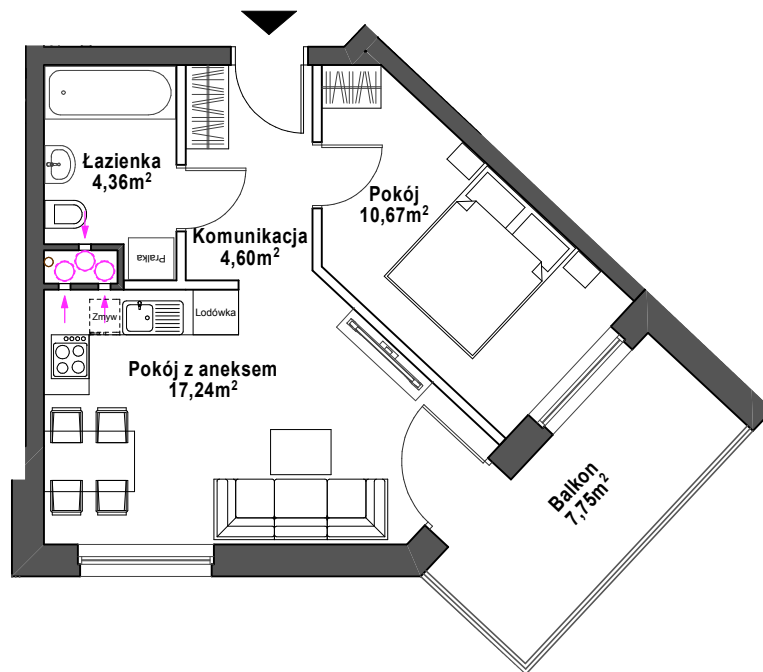 Łazienka
4,36m²
Pokój
10,67m²
Komunikacja
4,60m²
Pralka
Zmyw
Lodówka
Pokój z aneksem
17,24m²
Balkon
7,75m²